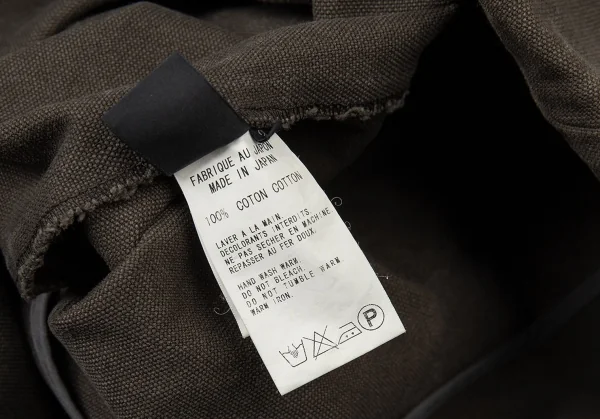 FABRIQUE AU JAPON
MADE IN JAPAN
100% COTON COTTON
LAVER A LA MAIN.
DECOLORANTS INTERDITS.
NE PAS SECHER EN MACHINE
REPASSER AU FER DOUX.
HAND WASH WARM.
DO NOT BLEACH.
DO NOT TUMBLE WARM.
WARM IRON.
P